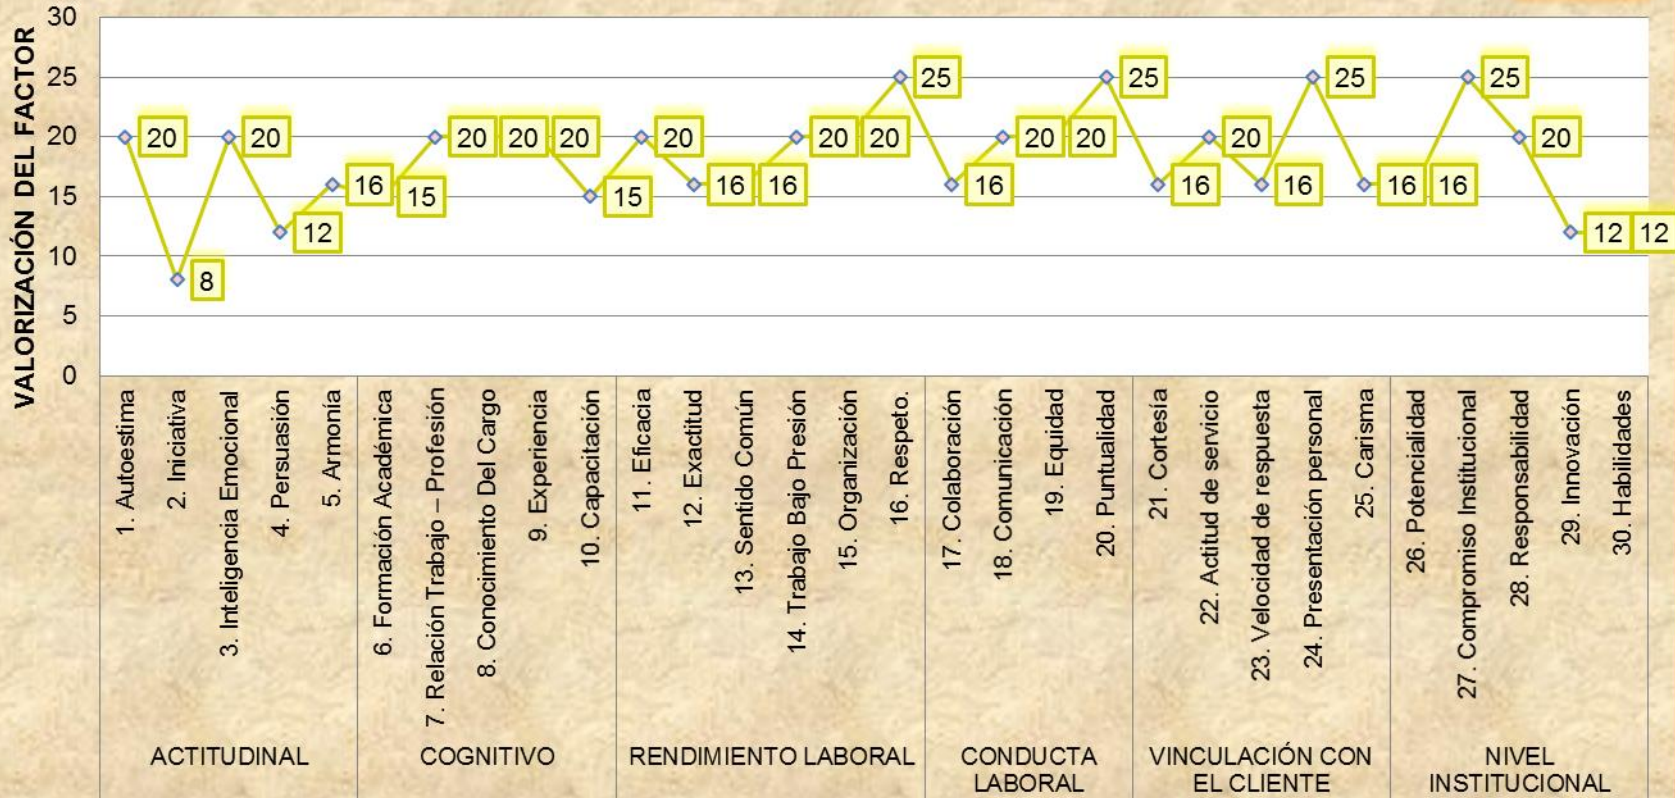 VALORIZACIÓN DEL FACTOR
30
25
20
15
10
5
0
20
8
20
12
16
15
20
20
20
15
20
16
16
20
20
25
16
20
20
25
16
20
16
25
16
16
25
20
12
12
1. Autoestima
2. Iniciativa
3. Inteligencia Emocional
4. Persuasión
5. Armonía
6. Formación Académica
7. Relación Trabajo – Profesión
8. Conocimiento Del Cargo
9. Experiencia
10. Capacitación
11. Eficacia
12. Exactitud
13. Sentido Común
14. Trabajo Bajo Presión
15. Organización
16. Respeto.
17. Colaboración
18. Comunicación
19. Equidad
20. Puntualidad
21. Cortesía
22. Actitud de servicio
23. Velocidad de respuesta
24. Presentación personal
25. Carisma
26. Potencialidad
27. Compromiso Institucional
28. Responsabilidad
29. Innovación
30. Habilidades
ACTITUDINAL
COGNITIVO
RENDIMIENTO LABORAL
CONDUCTA
LABORAL
VINCULACIÓN CON
EL CLIENTE
NIVEL
INSTITUCIONAL